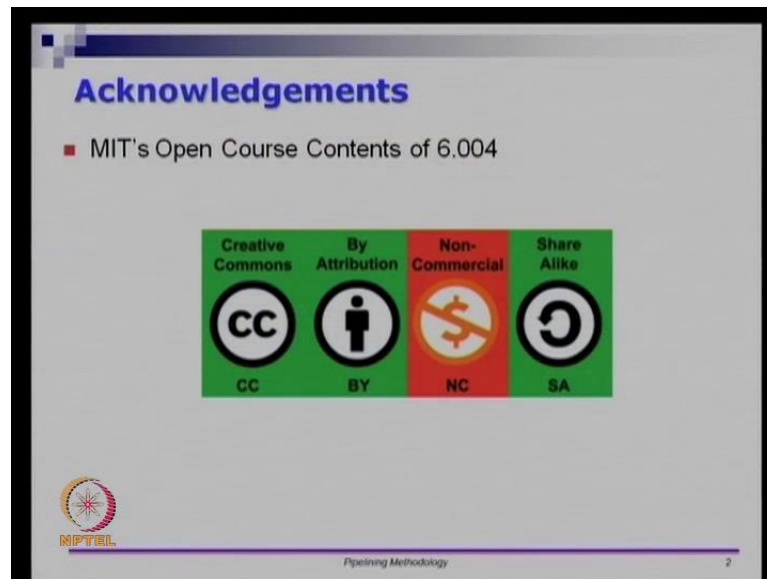 Acknowledgements
MIT's Open Course Contents of 6.004
Creative Commons
By Attribution
Non-Commercial
Share Alike
CC
BY
NC
SA
CC
$
NPTEL
Pipelining Methodology
2